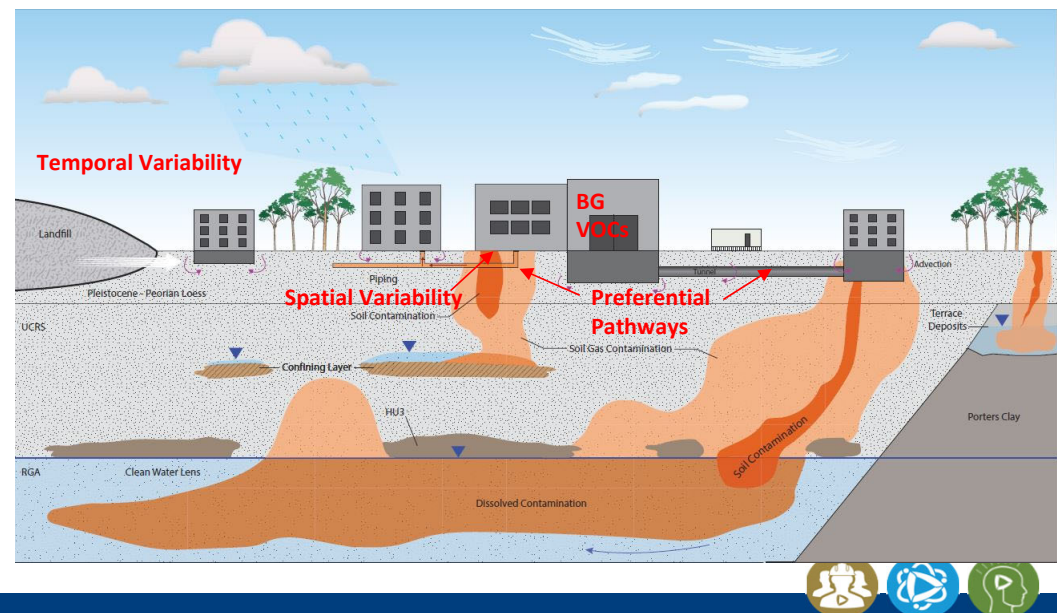 Temporal Variability
BG
VOCs
Landfill
Piping
Tunnel
Advection
Pleistocene - Peorian Loess
Spatial Variability
Preferential
Pathways
Soil Contamination
UCRS
Terrace
Deposits
Soil Gas Contamination
Confining Layer
HU3
Porters Clay
Soil Contamination
RGA
Clean Water Lens
Dissolved Contamination